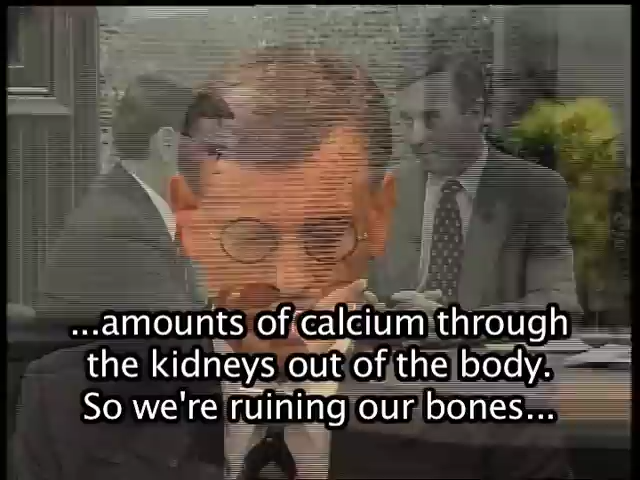 ...amounts of calcium through
the kidneys out of the body.
So we're ruining our bones...